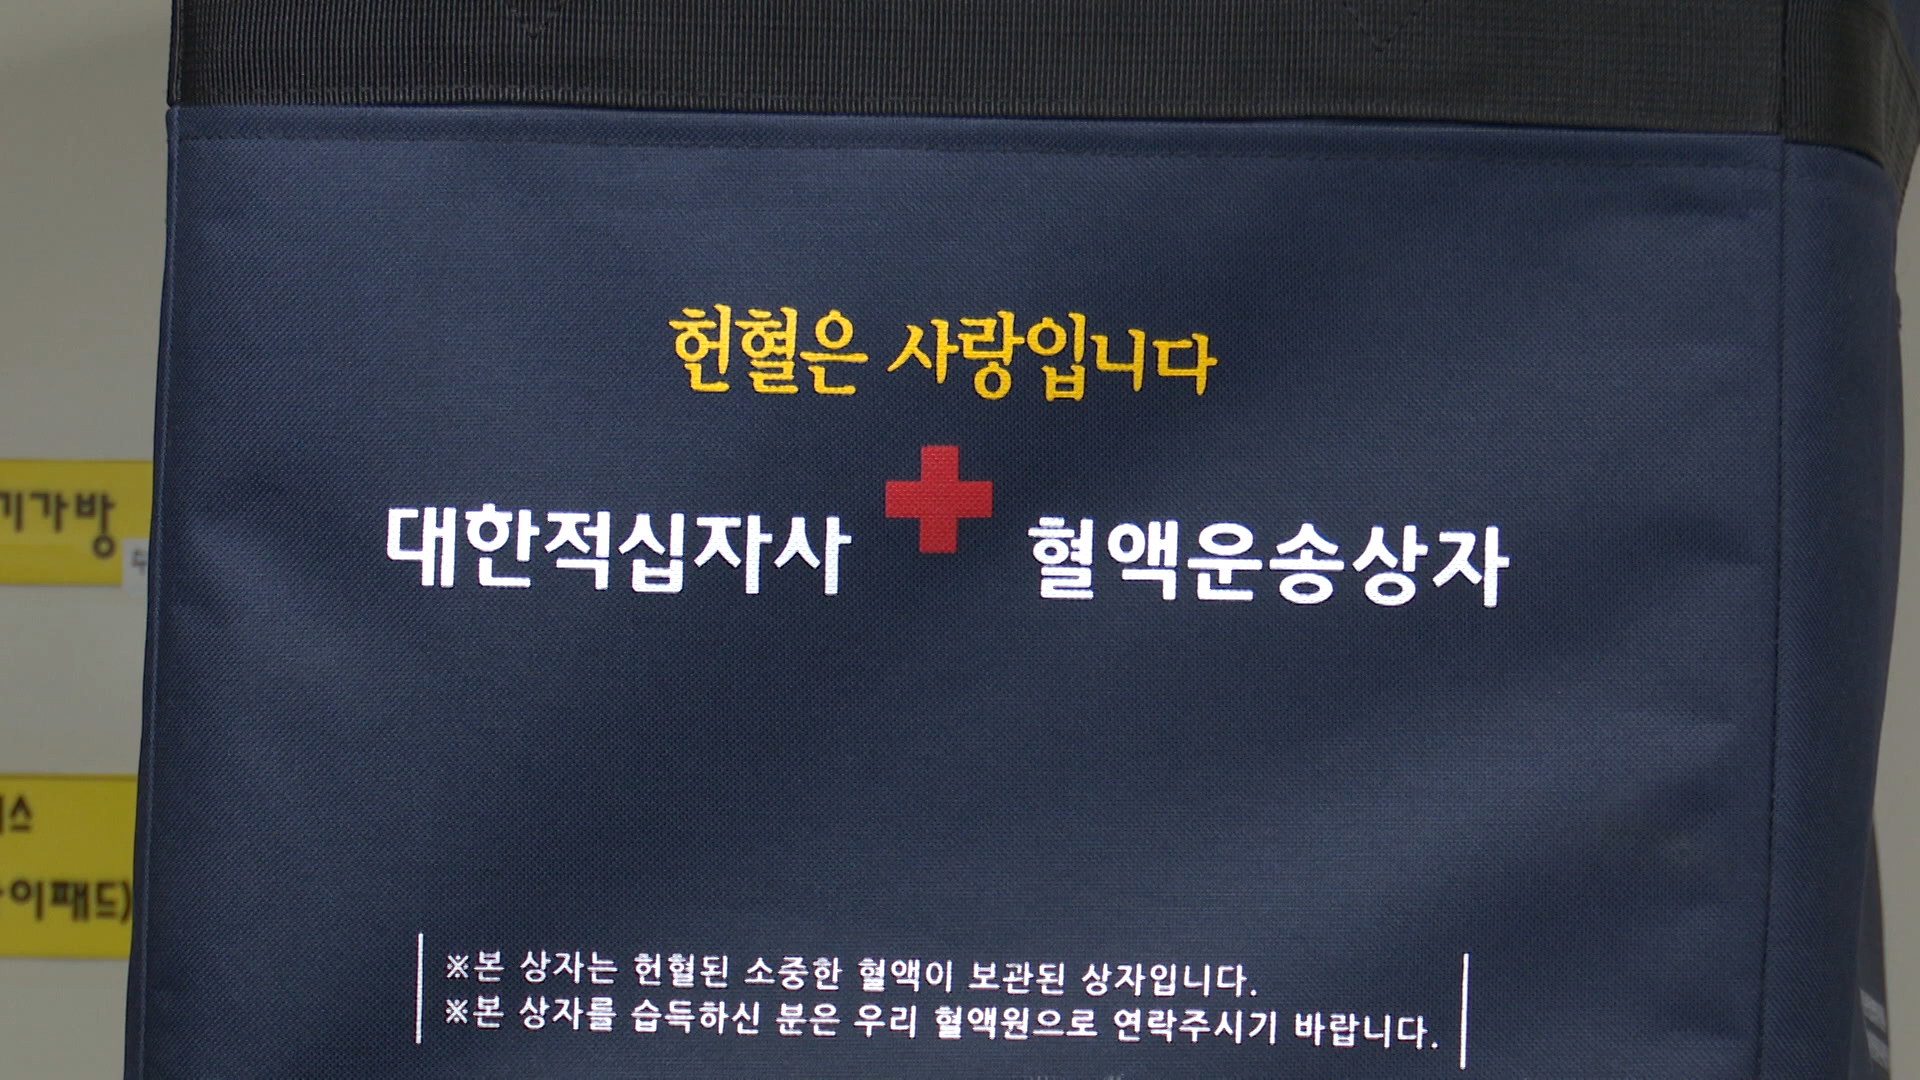 헌혈은 사랑입니다
대한적십자사 혈액운송상자
※본 상자는 헌혈된 소중한 혈액이 보관된 상자입니다.
※본 상자를 습득하신 분은 우리 혈액원으로 연락주시기 바랍니다.
기가방
이패드)